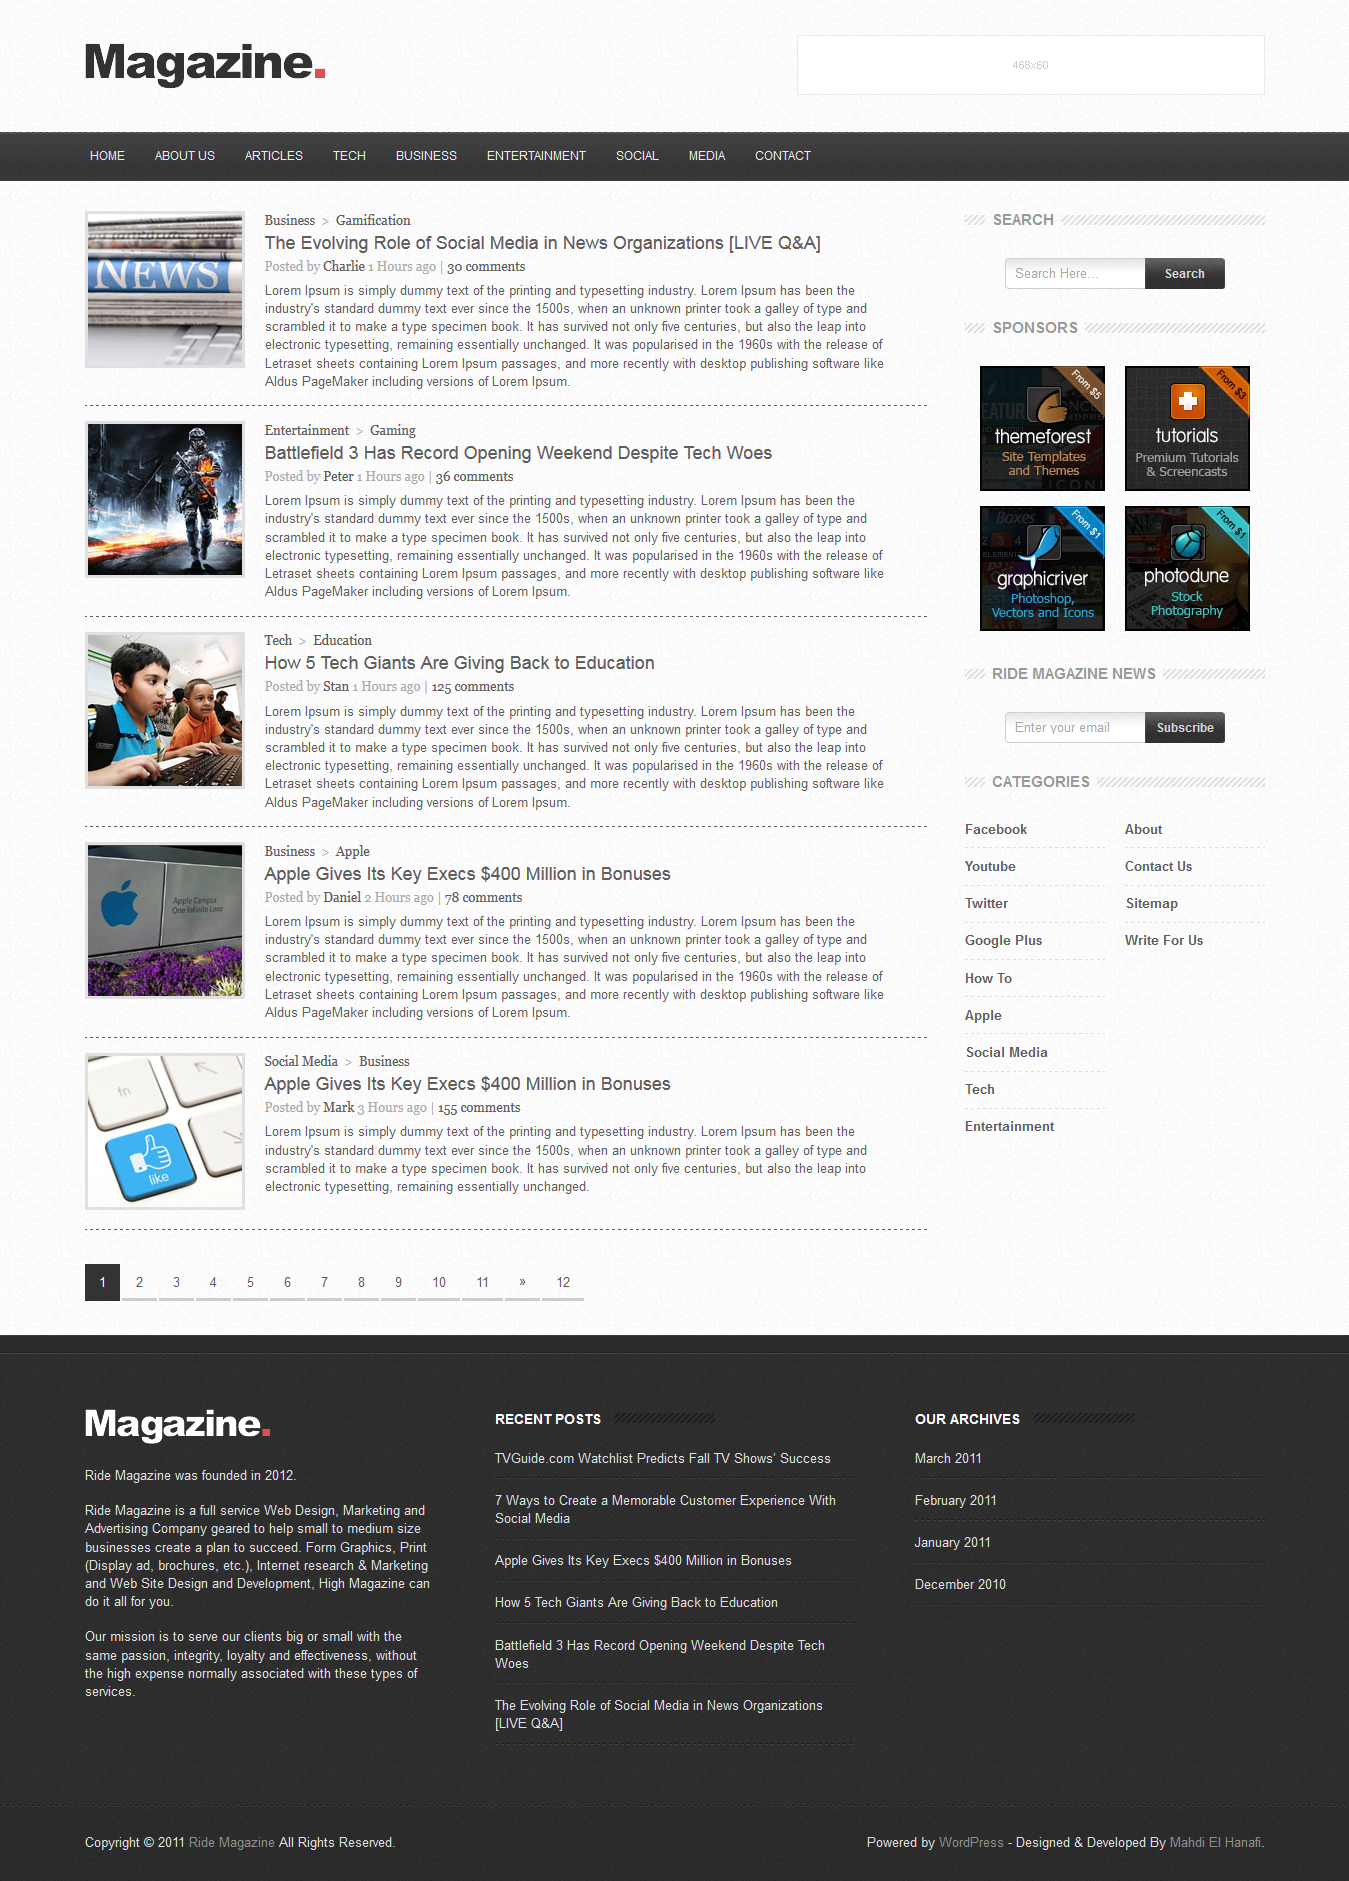 Magazine.
468x60
HOME ABOUT US ARTICLES TECH BUSINESS ENTERTAINMENT SOCIAL MEDIA CONTACT
NEWS
Business > Gamification
The Evolving Role of Social Media in News Organizations [LIVE Q&A]
Posted by Charlie 1 Hours ago | 30 comments
Lorem Ipsum is simply dummy text of the printing and typesetting industry. Lorem Ipsum has been the
industry's standard dummy text ever since the 1500s, when an unknown printer took a galley of type and
scrambled it to make a type specimen book. It has survived not only five centuries, but also the leap into
electronic typesetting, remaining essentially unchanged. It was popularised in the 1960s with the release of
Letraset sheets containing Lorem Ipsum passages, and more recently with desktop publishing software like
Aldus PageMaker including versions of Lorem Ipsum.
Entertainment > Gaming
Battlefield 3 Has Record Opening Weekend Despite Tech Woes
Posted by Peter 1 Hours ago | 36 comments
Lorem Ipsum is simply dummy text of the printing and typesetting industry. Lorem Ipsum has been the
industry's standard dummy text ever since the 1500s, when an unknown printer took a galley of type and
scrambled it to make a type specimen book. It has survived not only five centuries, but also the leap into
electronic typesetting, remaining essentially unchanged. It was popularised in the 1960s with the release of
Letraset sheets containing Lorem Ipsum passages, and more recently with desktop publishing software like
Aldus PageMaker including versions of Lorem Ipsum.
Tech > Education
How 5 Tech Giants Are Giving Back to Education
Posted by Stan 1 Hours ago | 125 comments
Lorem Ipsum is simply dummy text of the printing and typesetting industry. Lorem Ipsum has been the
industry's standard dummy text ever since the 1500s, when an unknown printer took a galley of type and
scrambled it to make a type specimen book. It has survived not only five centuries, but also the leap into
electronic typesetting, remaining essentially unchanged. It was popularised in the 1960s with the release of
Letraset sheets containing Lorem Ipsum passages, and more recently with desktop publishing software like
Aldus PageMaker including versions of Lorem Ipsum.
Apple Campus
One Infinite Loop
Business > Apple
Apple Gives Its Key Execs $400 Million in Bonuses
Posted by Daniel 2 Hours ago | 78 comments
Lorem Ipsum is simply dummy text of the printing and typesetting industry. Lorem Ipsum has been the
industry's standard dummy text ever since the 1500s, when an unknown printer took a galley of type and
scrambled it to make a type specimen book. It has survived not only five centuries, but also the leap into
electronic typesetting, remaining essentially unchanged. It was popularised in the 1960s with the release of
Letraset sheets containing Lorem Ipsum passages, and more recently with desktop publishing software like
Aldus PageMaker including versions of Lorem Ipsum.
fn
like
Social Media > Business
Apple Gives Its Key Execs $400 Million in Bonuses
Posted by Mark 3 Hours ago | 155 comments
Lorem Ipsum is simply dummy text of the printing and typesetting industry. Lorem Ipsum has been the
industry's standard dummy text ever since the 1500s, when an unknown printer took a galley of type and
scrambled it to make a type specimen book. It has survived not only five centuries, but also the leap into
electronic typesetting, remaining essentially unchanged.
1 2 3 4 5 6 7 8 9 10 11 » 12
SEARCH
Search Here... Search
SPONSORS
From $5
themeforest
Site Templates
and Themes
From $3
tutorials
Premium Tutorials
& Screencasts
Boxes
From $1
graphicriver
Photoshop,
Vectors and Icons
From $1
photodune
Stock
Photography
RIDE MAGAZINE NEWS
Enter your email Subscribe
CATEGORIES
Facebook
Youtube
Twitter
Google Plus
How To
Apple
Social Media
Tech
Entertainment
About
Contact Us
Sitemap
Write For Us
Magazine.
Ride Magazine was founded in 2012.
Ride Magazine is a full service Web Design, Marketing and
Advertising Company geared to help small to medium size
businesses create a plan to succeed. Form Graphics, Print
(Display ad, brochures, etc.), Internet research & Marketing
and Web Site Design and Development, High Magazine can
do it all for you.
Our mission is to serve our clients big or small with the
same passion, integrity, loyalty and effectiveness, without
the high expense normally associated with these types of
services.
RECENT POSTS
TVGuide.com Watchlist Predicts Fall TV Shows' Success
7 Ways to Create a Memorable Customer Experience With
Social Media
Apple Gives Its Key Execs $400 Million in Bonuses
How 5 Tech Giants Are Giving Back to Education
Battlefield 3 Has Record Opening Weekend Despite Tech
Woes
The Evolving Role of Social Media in News Organizations
[LIVE Q&A]
OUR ARCHIVES
March 2011
February 2011
January 2011
December 2010
Copyright © 2011 Ride Magazine All Rights Reserved.
Powered by WordPress - Designed & Developed By Mahdi El Hanafi.